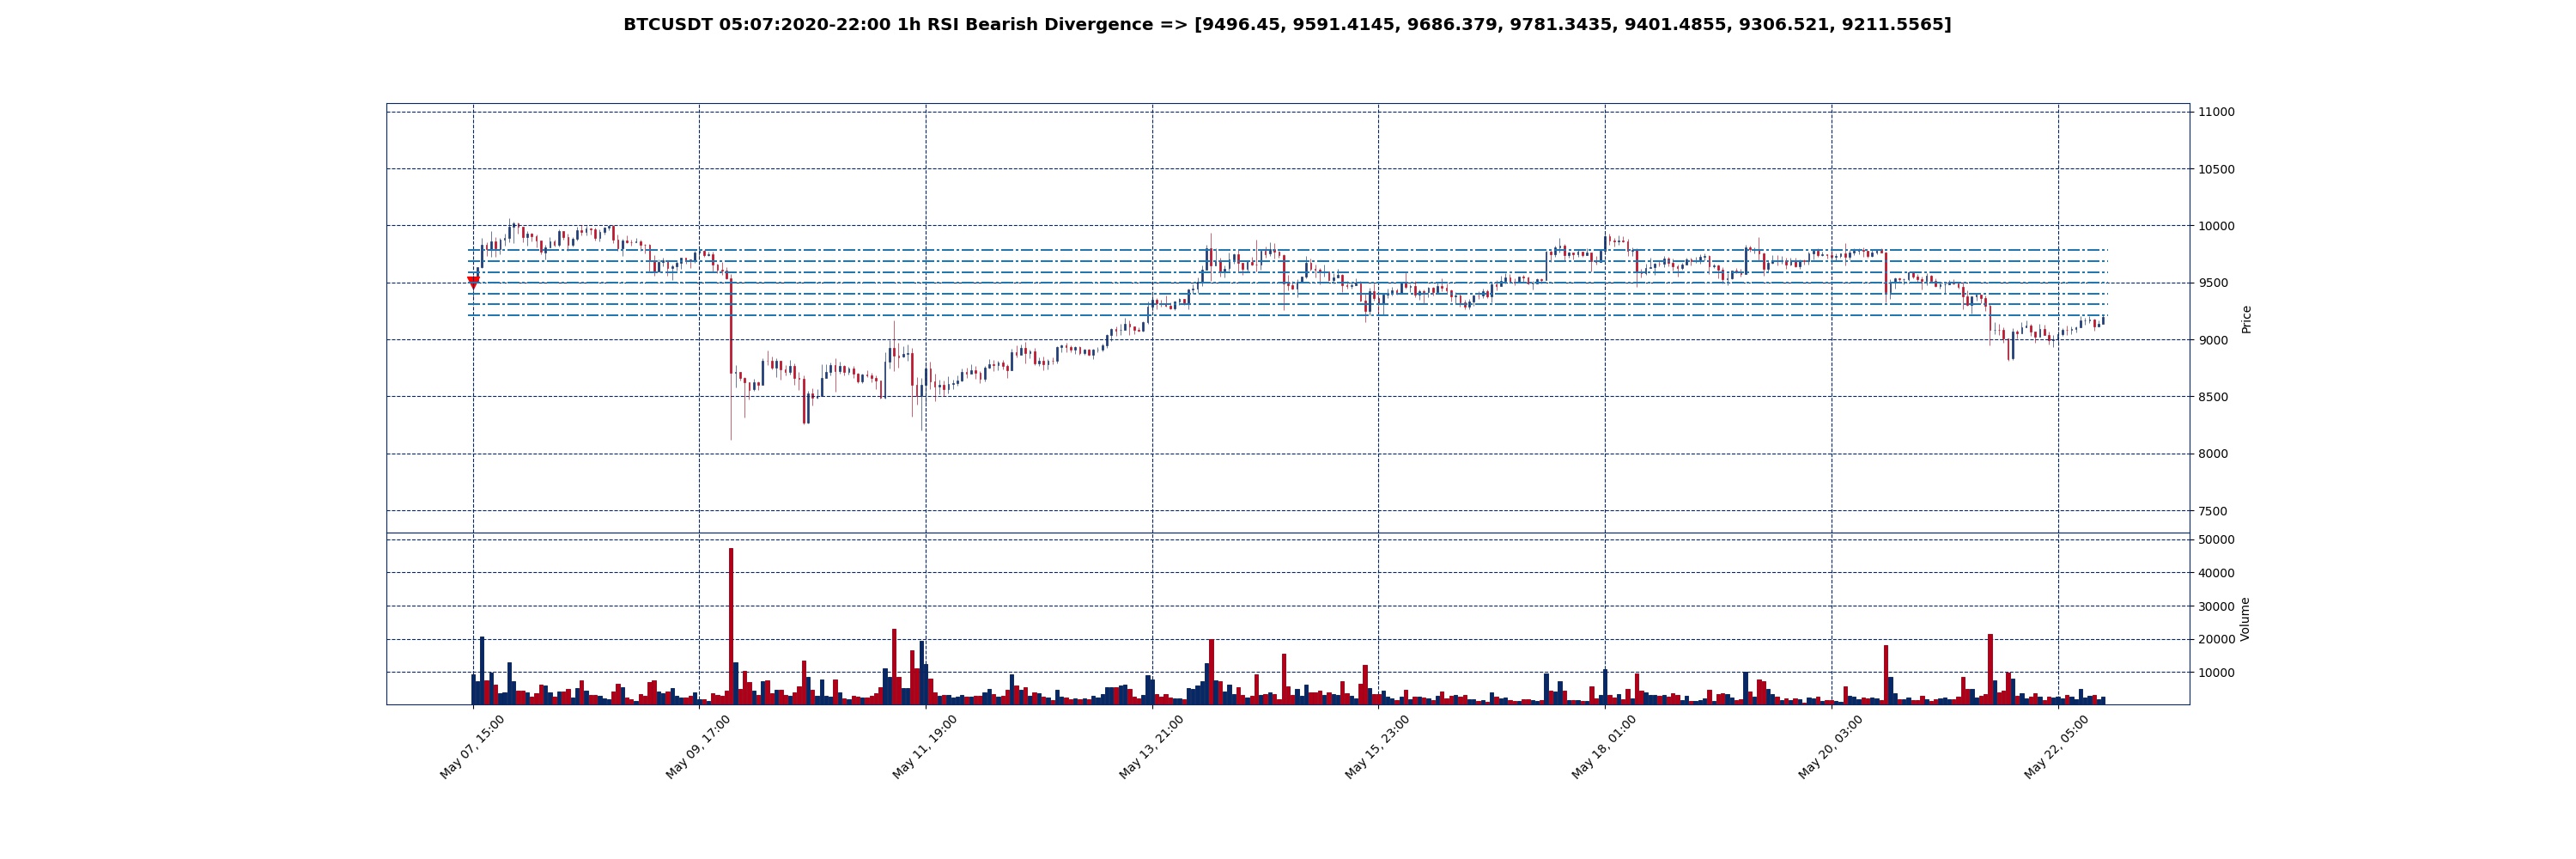 BTCUSDT 05:07:2020-22:00 1h RSI Bearish Divergence => [9496.45, 9591.4145, 9686.379, 9781.3435, 9401.4855, 9306.521, 9211.5565]
11000
10500
10000
9500
9000
8500
8000
7500
Price
50000
40000
30000
20000
10000
Volume
May 07, 15:00
May 09, 17:00
May 11, 19:00
May 13, 21:00
May 15, 23:00
May 18, 01:00
May 20, 03:00
May 22, 05:00